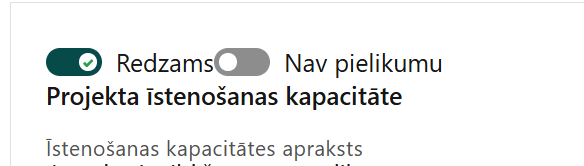 Redzams Nav pielikumu
Projekta īstenošanas kapacitāte
Īstenošanas kapacitātes apraksts